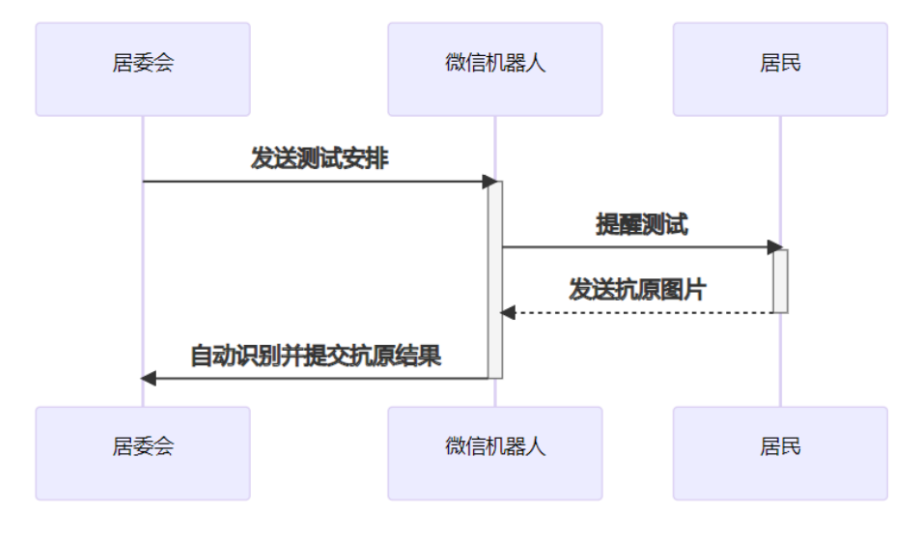 居委会
微信机器人
居民
发送测试安排
提醒测试
发送抗原图片
自动识别并提交抗原结果
居委会
微信机器人
居民